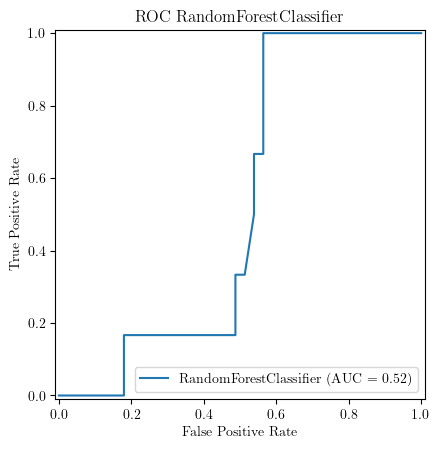 ROC RandomForestClassifier
1.0
0.8
0.6
0.4
0.2
0.0
True Positive Rate
RandomForestClassifier (AUC = 0.52)
0.0 0.2 0.4 0.6 0.8 1.0
False Positive Rate